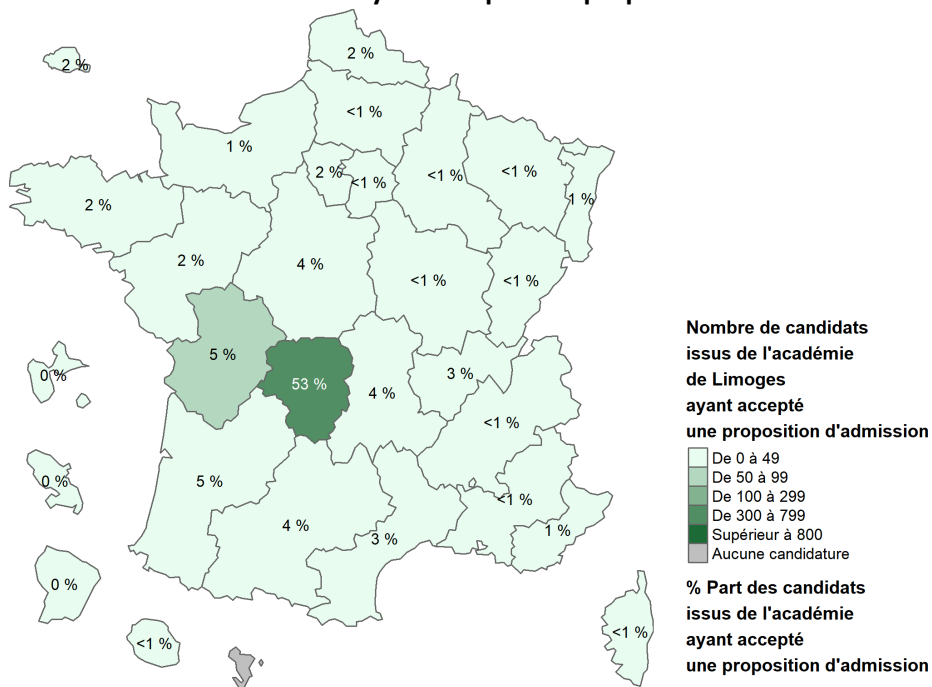 2 %
2 %
<1 %
1 %
2 %
<1 %
<1 %
<1 %
1 %
2 %
2 %
4 %
<1 %
<1 %
5 %
53 %
4 %
3 %
0 %
<1 %
0 %
5 %
4 %
3 %
<1 %
1 %
0 %
<1 %
<1 %
Nombre de candidats
issus de l'académie
de Limoges
ayant accepté
une proposition d'admission
De 0 à 49
De 50 à 99
De 100 à 299
De 300 à 799
Supérieur à 800
Aucune candidature
% Part des candidats
issus de l'académie
ayant accepté
une proposition d'admission